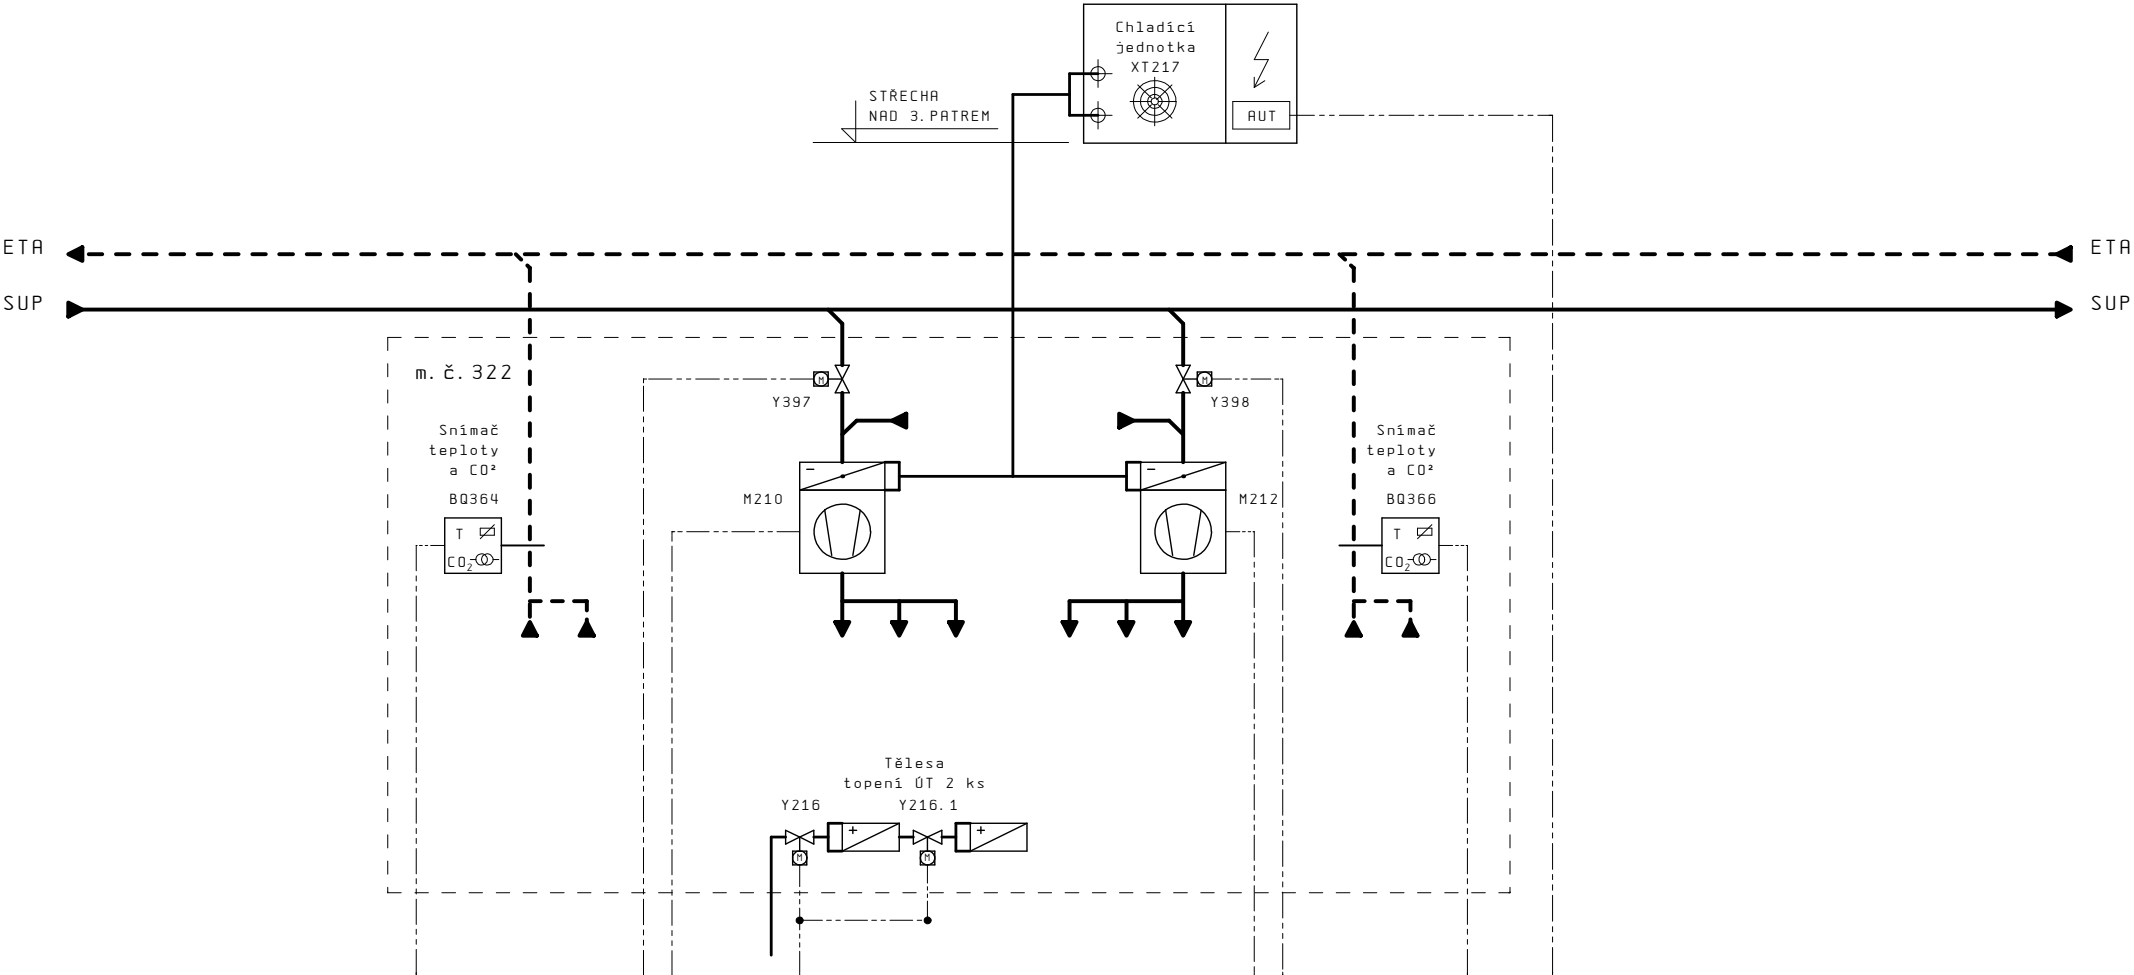 Chladící
jednotka
XT217
AUT
STŘECHA
NAD 3. PATREM
ETA
ETA
SUP
SUP
m. č. 322
Y397
Y398
Snímač
teploty
a CO²
BQ364
T
CO₂
M210
-
M
-
M
M212
Snímač
teploty
a CO²
BQ366
T
CO₂
Tělesa
topení ÚT 2 ks
Y216
Y216.1
+
+
M
M